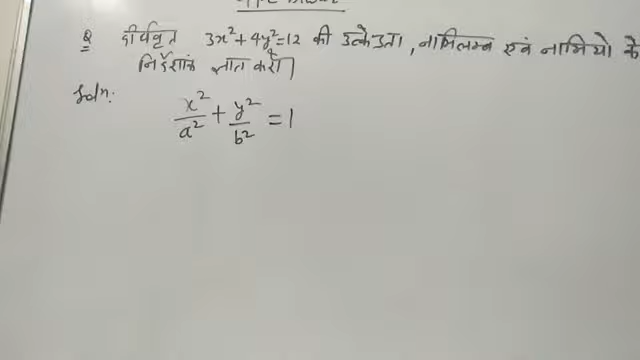 Q दीर्घवृत 3x²+4y²=12 की उत्केन्द्रता, नाभिलम्ब एवं नाभियो के
निर्देशांक ज्ञात करो।
Soln:
x²/a² + y²/b² = 1